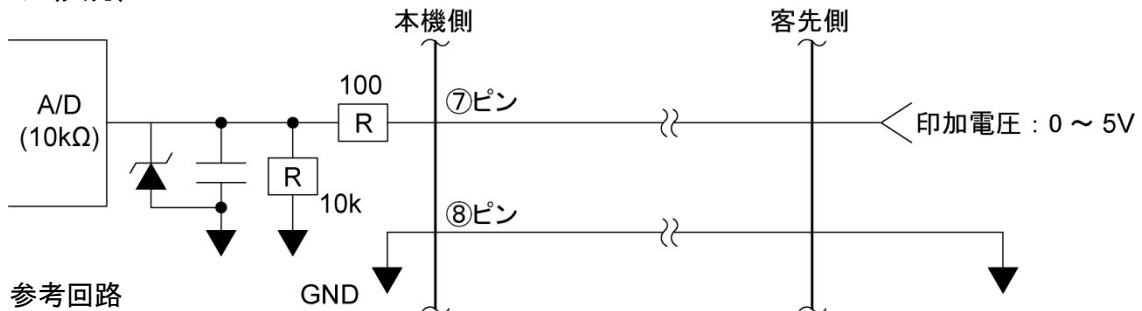 本機側
客先側
A/D
(10kΩ)
100
R
⑦ピン
印加電圧：0 ～ 5V
R
10k
⑧ピン
参考回路
GND